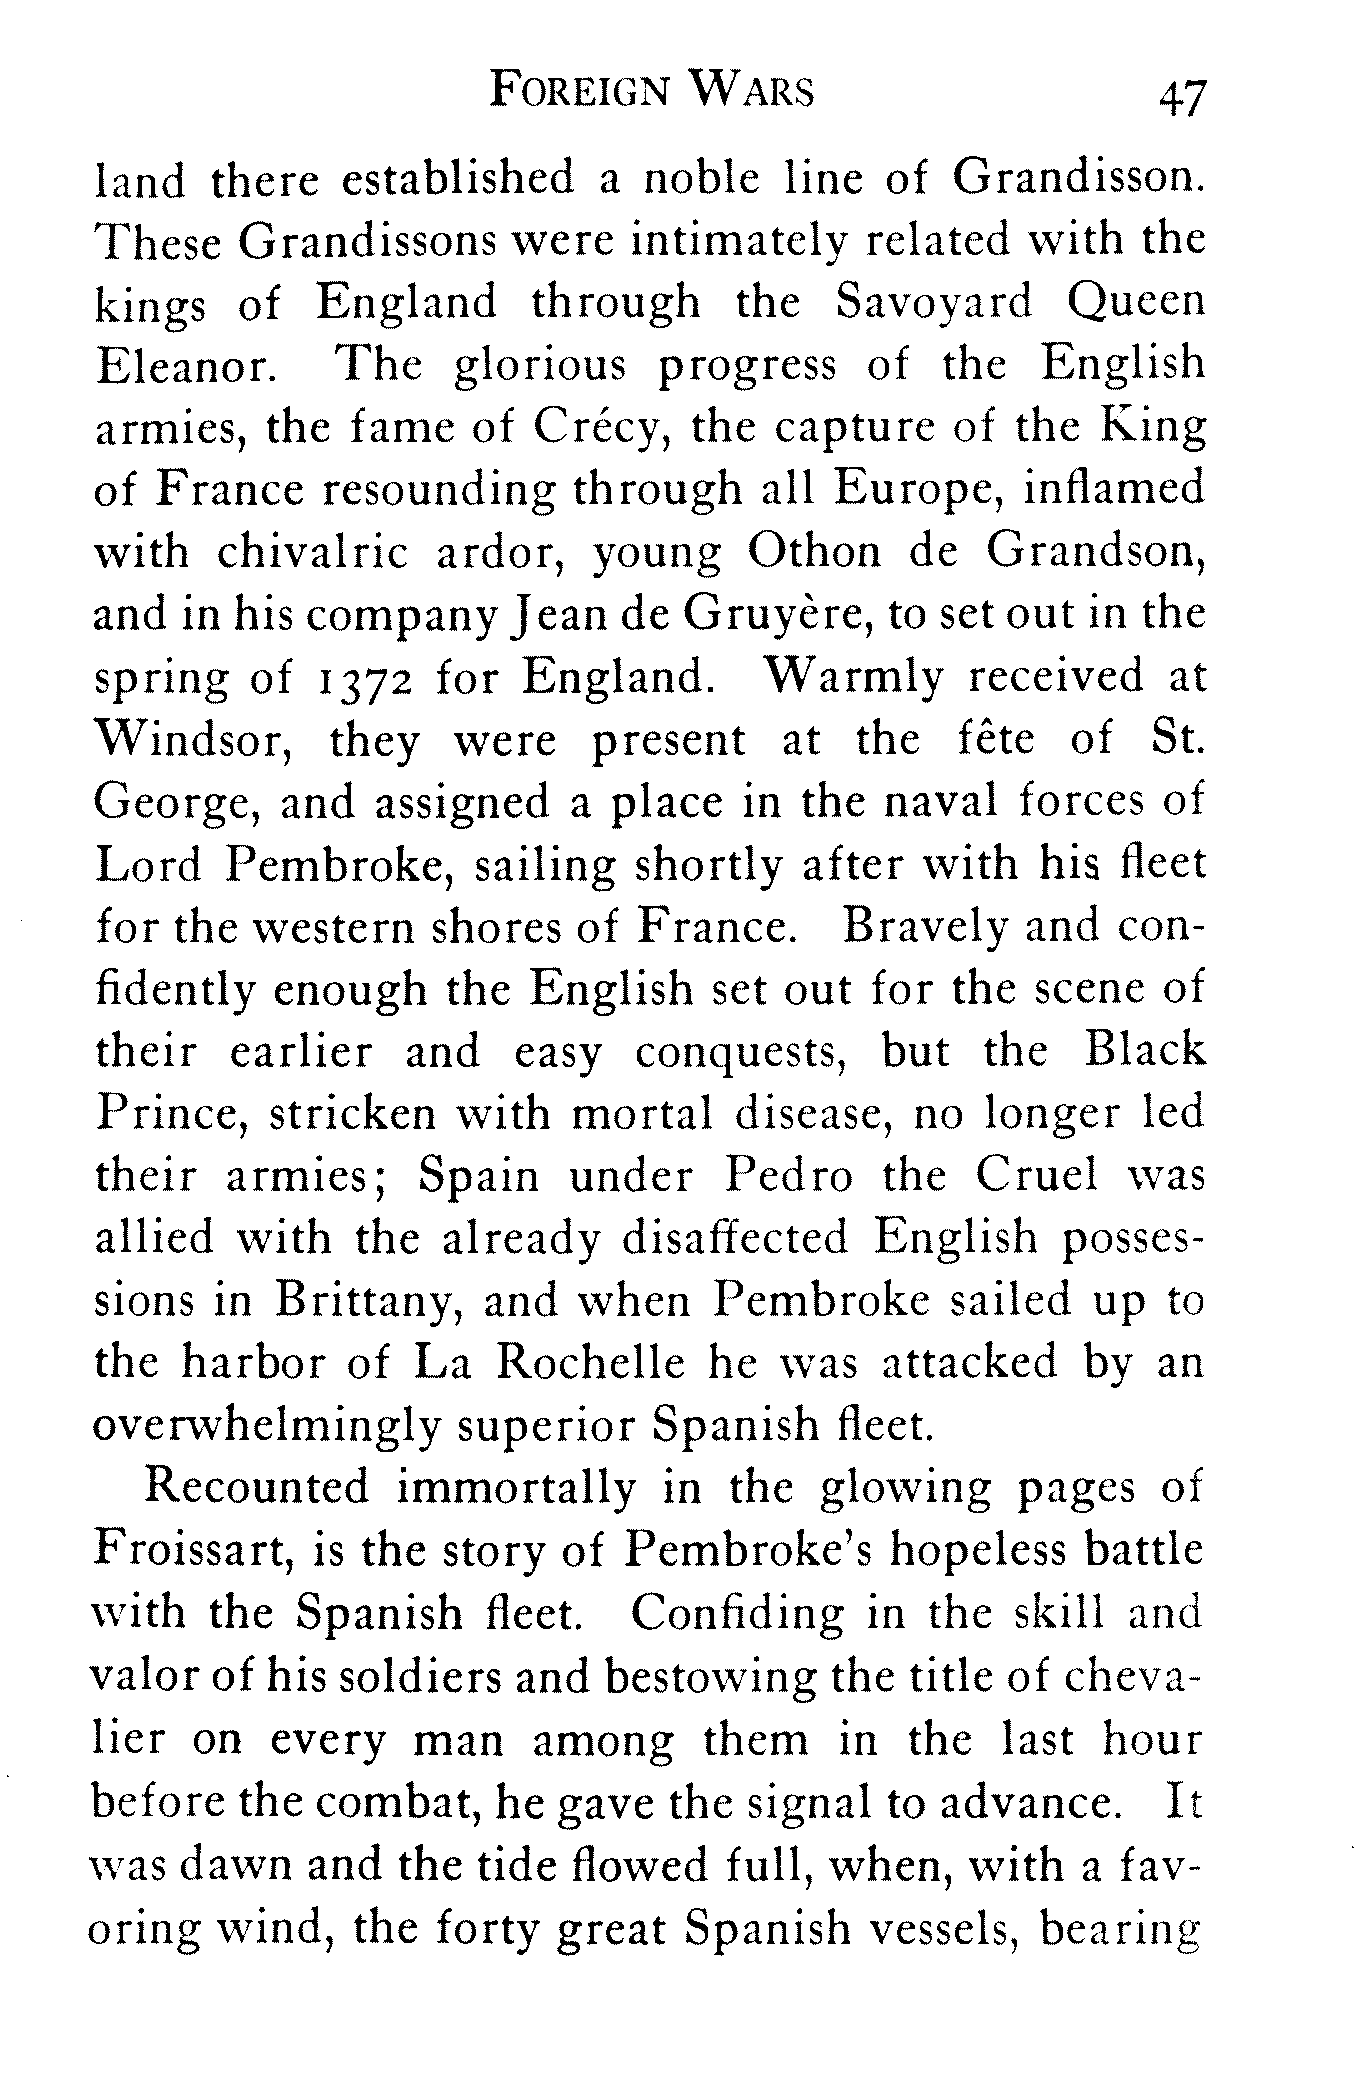 FOREIGN WARS 47
land there established a noble line of Grandisson.
These Grandissons were intimately related with the
kings of England through the Savoyard Queen
Eleanor. The glorious progress of the English
armies, the fame of Crécy, the capture of the King
of France resounding through all Europe, inflamed
with chivalric ardor, young Othon de Grandson,
and in his company Jean de Gruyère, to set out in the
spring of 1372 for England. Warmly received at
Windsor, they were present at the fête of St.
George, and assigned a place in the naval forces of
Lord Pembroke, sailing shortly after with his fleet
for the western shores of France. Bravely and con-
fidently enough the English set out for the scene of
their earlier and easy conquests, but the Black
Prince, stricken with mortal disease, no longer led
their armies; Spain under Pedro the Cruel was
allied with the already disaffected English posses-
sions in Brittany, and when Pembroke sailed up to
the harbor of La Rochelle he was attacked by an
overwhelmingly superior Spanish fleet.
Recounted immortally in the glowing pages of
Froissart, is the story of Pembroke's hopeless battle
with the Spanish fleet. Confiding in the skill and
valor of his soldiers and bestowing the title of cheva-
lier on every man among them in the last hour
before the combat, he gave the signal to advance. It
was dawn and the tide flowed full, when, with a fav-
oring wind, the forty great Spanish vessels, bearing